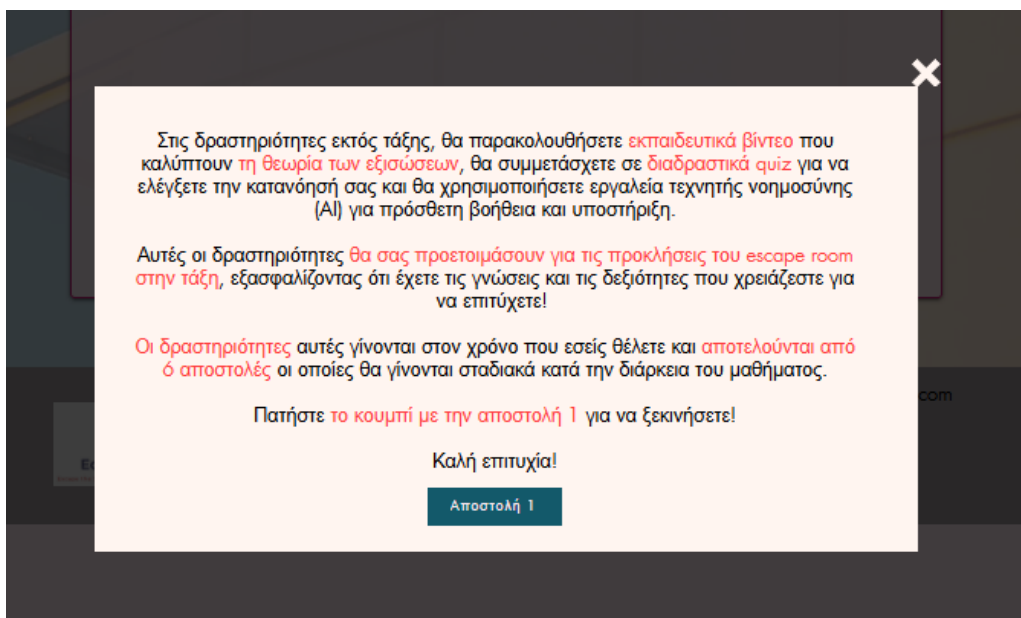 Στις δραστηριότητες εκτός τάξης, θα παρακολουθήσετε εκπαιδευτικά βίντεο που
καλύπτουν τη θεωρία των εξισώσεων, θα συμμετάσχετε σε διαδραστικά quiz για να
ελέγξετε την κατανόησή σας και θα χρησιμοποιήσετε εργαλεία τεχνητής νοημοσύνης
(AI) για πρόσθετη βοήθεια και υποστήριξη.
Αυτές οι δραστηριότητες θα σας προετοιμάσουν για τις προκλήσεις του escape room
στην τάξη, εξασφαλίζοντας ότι έχετε τις γνώσεις και τις δεξιότητες που χρειάζεστε για
να επιτύχετε!
Οι δραστηριότητες αυτές γίνονται στον χρόνο που εσείς θέλετε και αποτελούνται από
6 αποστολές οι οποίες θα γίνονται σταδιακά κατά την διάρκεια του μαθήματος.
com
Πατήστε το κουμπί με την αποστολή 1 για να ξεκινήσετε!
Καλή επιτυχία!
Αποστολή 1